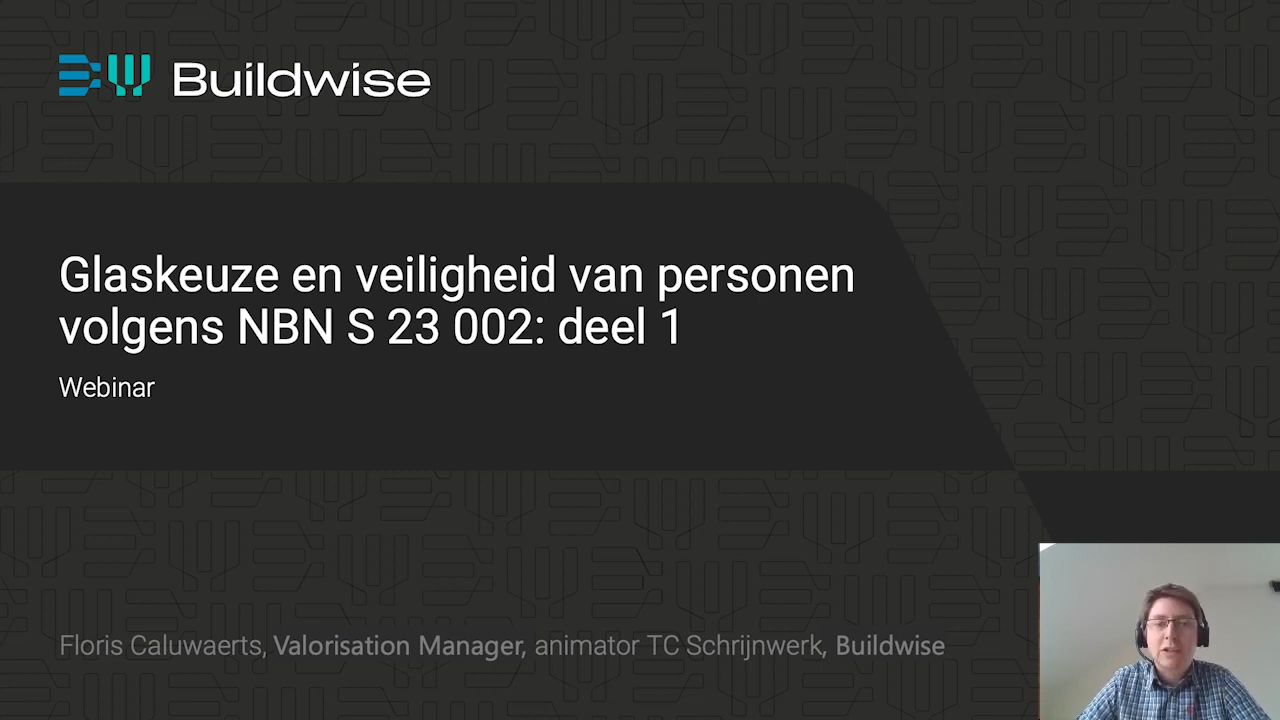 Buildwise
Glaskeuze en veiligheid van personen
volgens NBN S 23 002: deel 1
Webinar
Floris Caluwaerts, Valorisation Manager, animator TC Schrijnwerk, Buildwise